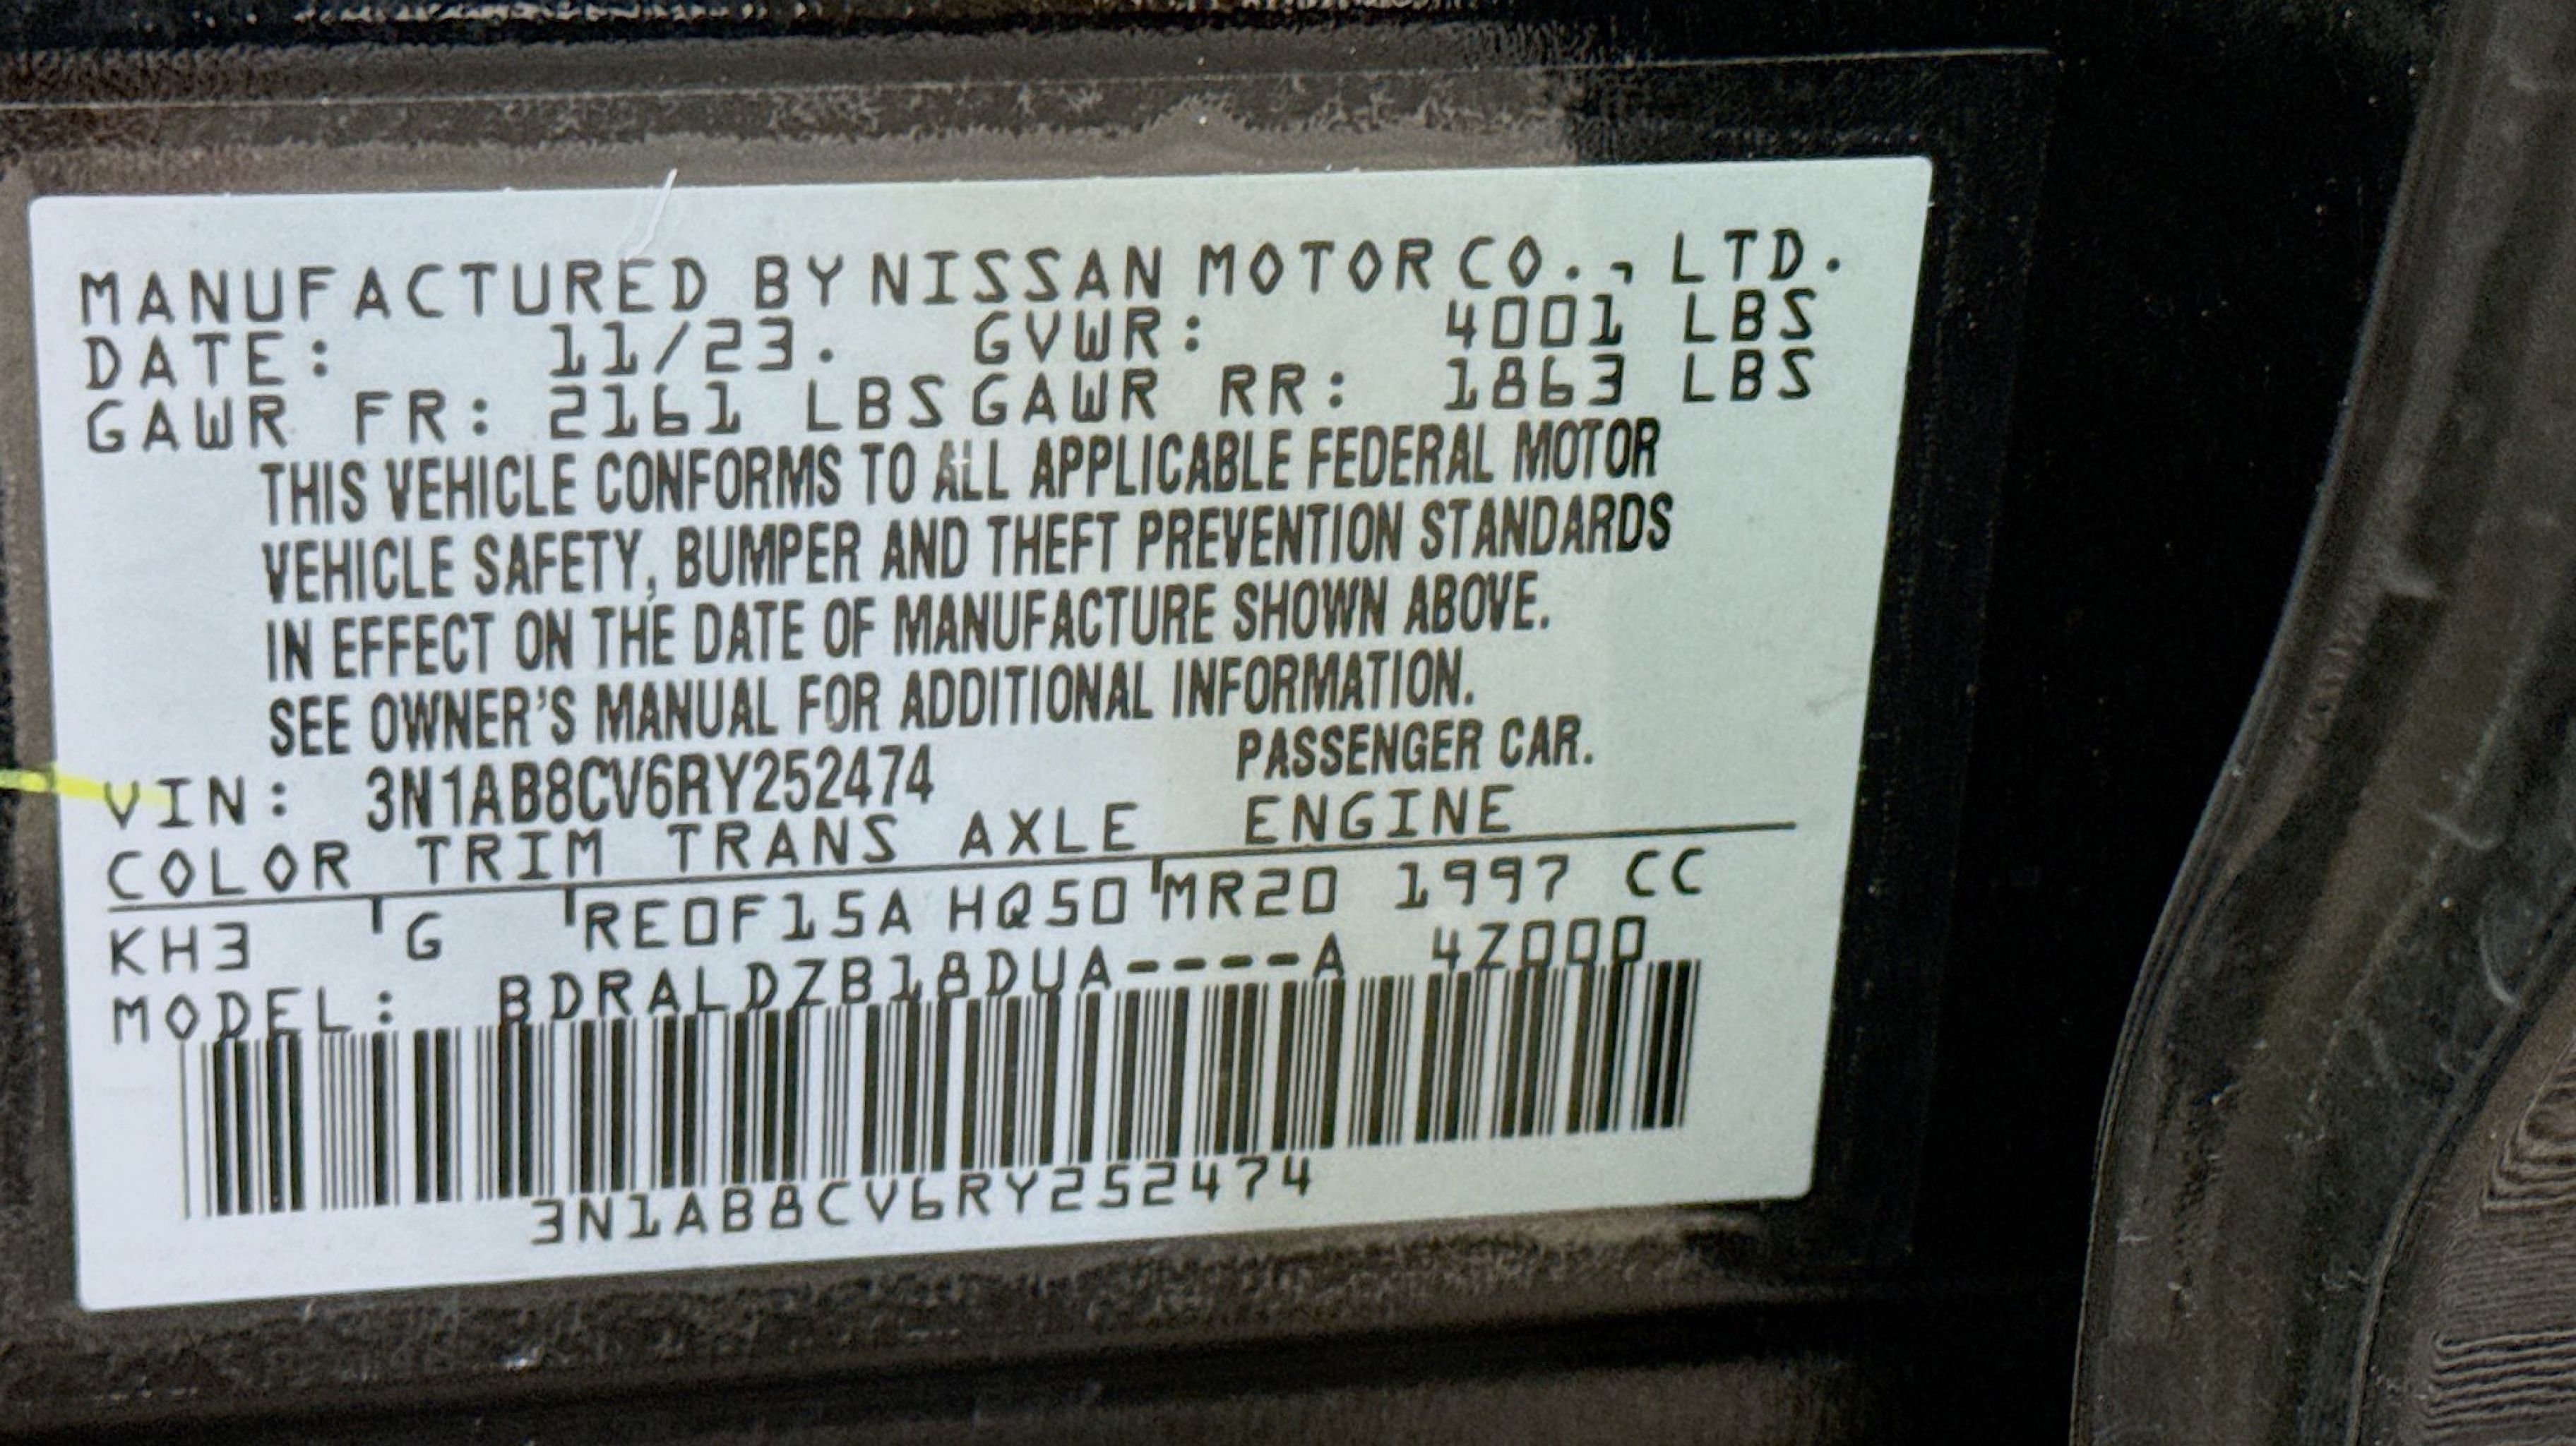 MANUFACTURED BY NISSAN MOTOR CO., LTD.
DATE: 11/23. GVWR: 4001 LBS
GAWR FR: 2161 LBS GAWR RR: 1863 LBS
THIS VEHICLE CONFORMS TO ALL APPLICABLE FEDERAL MOTOR
VEHICLE SAFETY, BUMPER AND THEFT PREVENTION STANDARDS
IN EFFECT ON THE DATE OF MANUFACTURE SHOWN ABOVE.
SEE OWNER'S MANUAL FOR ADDITIONAL INFORMATION.
VIN: 3N1AB8CV6RY252474 PASSENGER CAR.
COLOR TRIM TRANS AXLE ENGINE
KH3 G RE0F15A HQ50 MR20 1997 CC
MODEL: BDRALDZB18DUA----A 4Z000
3N1AB8CV6RY252474